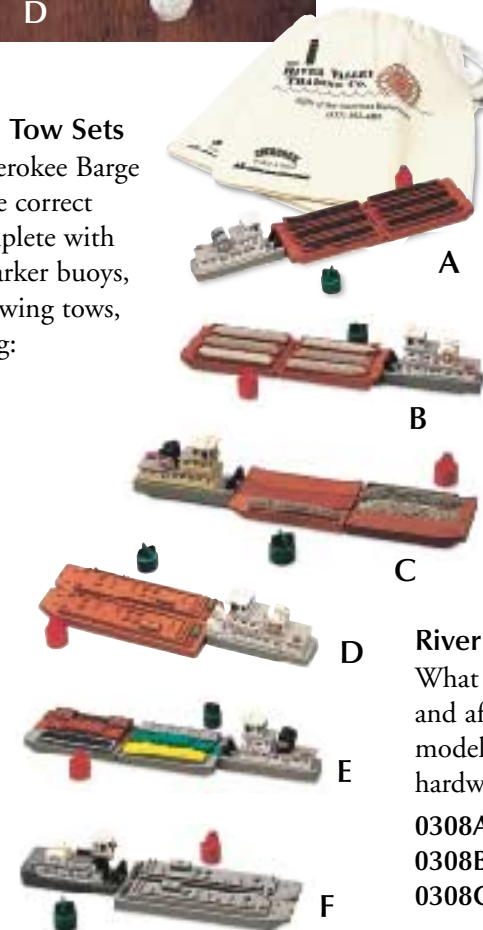 D
RIVER VALLEY
TRADING CO.
Tow Sets
erokee Barge
e correct
plete with
arker buoys,
wing tows,
g:
A
B
C
D
E
F
River
What
and af
model
hardw
0308A
0308B
0308C